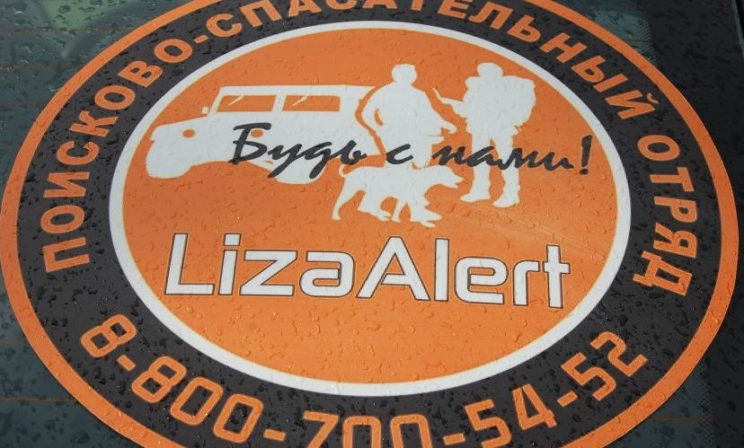 ПОИСКОВО-СПАСАТЕЛЬНЫЙ ОТРЯД
Будь с нами!
LizaAlert
8-800-700-54-52